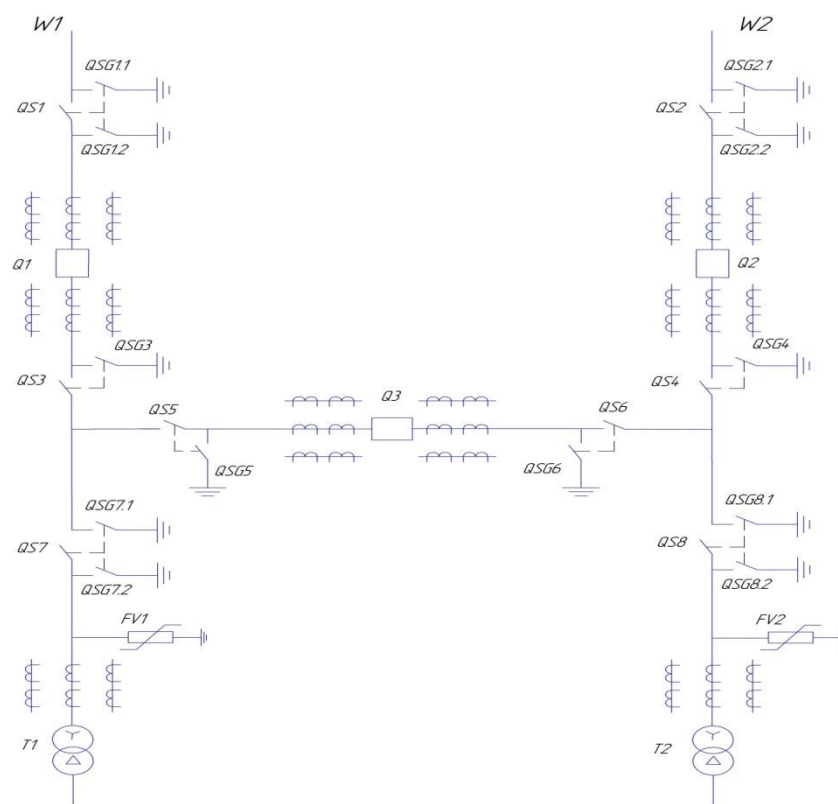 W1 W2
QSG1.1 QSG2.1
QS1 QS2
QSG1.2 QSG2.2
Q1 Q2
QSG3 QSG4
QS3 QS4
QS5 Q3 QS6
QSG5 QSG6
QSG7.1 QSG8.1
QS7 QS8
QSG7.2 QSG8.2
FV1 FV2
T1 T2